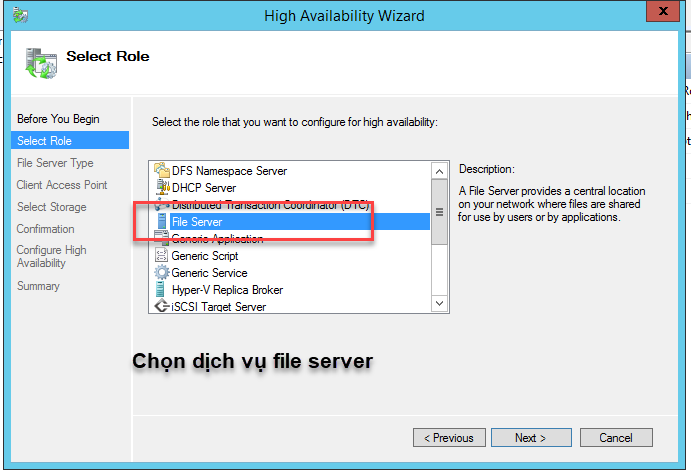 High Availability Wizard
x
Select Role
Before You Begin
Select Role
File Server Type
Client Access Point
Select Storage
Confirmation
Configure High
Availability
Summary
Select the role that you want to configure for high availability:
DFS Namespace Server
DHCP Server
Distributed Transaction Coordinator (DTC)
File Server
Generic Application
Generic Script
Generic Service
Hyper-V Replica Broker
iSCSI Target Server
Description:
A File Server provides a central location
on your network where files are shared
for use by users or by applications.
Chọn dịch vụ file server
< Previous
Next >
Cancel